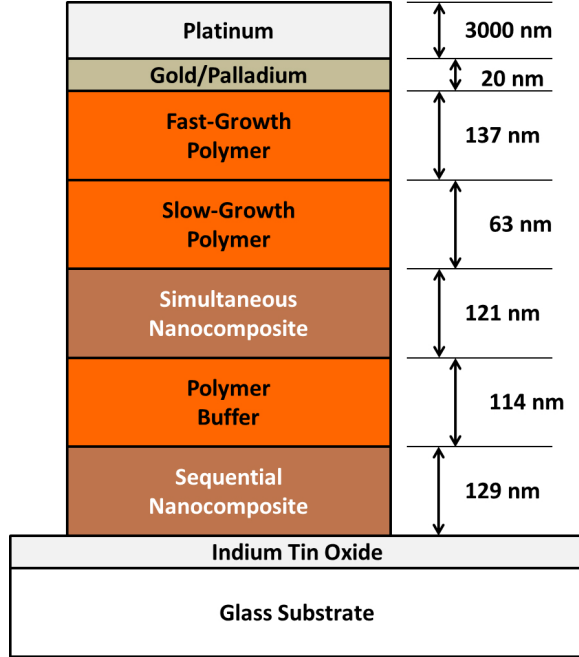 Platinum
3000 nm
Gold/Palladium
20 nm
Fast-Growth
Polymer
137 nm
Slow-Growth
Polymer
63 nm
Simultaneous
Nanocomposite
121 nm
Polymer
Buffer
114 nm
Sequential
Nanocomposite
129 nm
Indium Tin Oxide
Glass Substrate